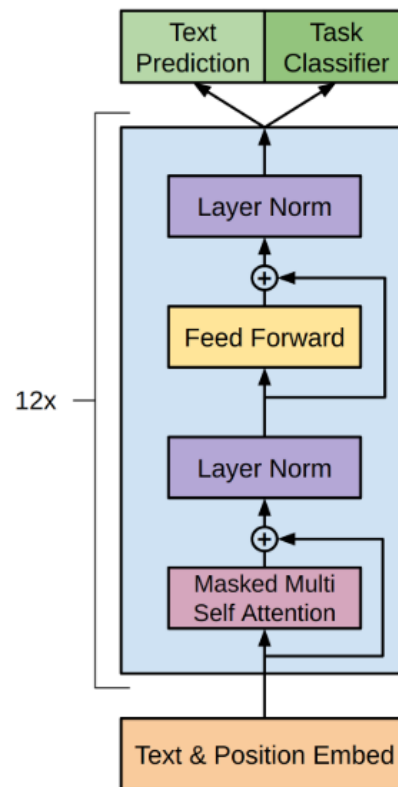 Text
Prediction
Task
Classifier
Layer Norm
Feed Forward
12x
Layer Norm
Masked Multi
Self Attention
Text & Position Embed